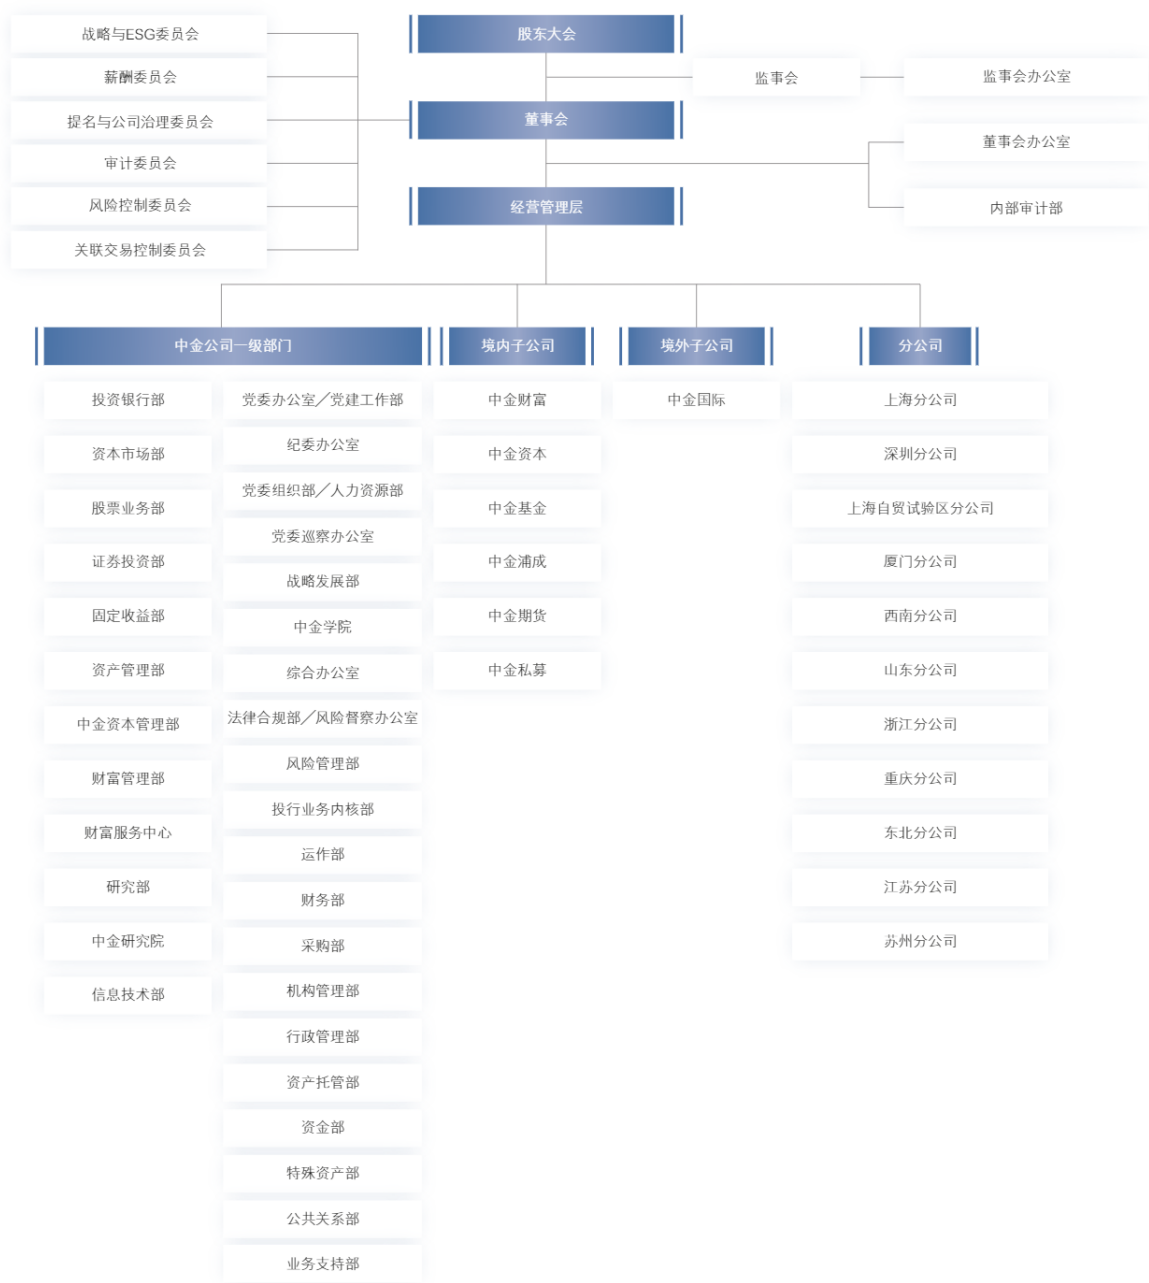 战略与ESG委员会
薪酬委员会
提名与公司治理委员会
审计委员会
风险控制委员会
关联交易控制委员会
股东大会
董事会
经营管理层
监事会
监事会办公室
董事会办公室
内部审计部
中金公司一级部门
投资银行部
资本市场部
股票业务部
证券投资部
固定收益部
资产管理部
中金资本管理部
财富管理部
财富服务中心
研究部
中金研究院
信息技术部
党委办公室／党建工作部
纪委办公室
党委组织部／人力资源部
党委巡察办公室
战略发展部
中金学院
综合办公室
法律合规部／风险督察办公室
风险管理部
投行业务内核部
运作部
财务部
采购部
机构管理部
行政管理部
资产托管部
资金部
特殊资产部
公共关系部
业务支持部
境内子公司
中金财富
中金资本
中金基金
中金浦成
中金期货
中金私募
境外子公司
中金国际
分公司
上海分公司
深圳分公司
上海自贸试验区分公司
厦门分公司
西南分公司
山东分公司
浙江分公司
重庆分公司
东北分公司
江苏分公司
苏州分公司